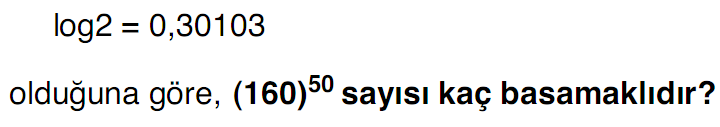 log2 = 0,30103
olduğuna göre, (160)^50 sayısı kaç basamaklıdır?